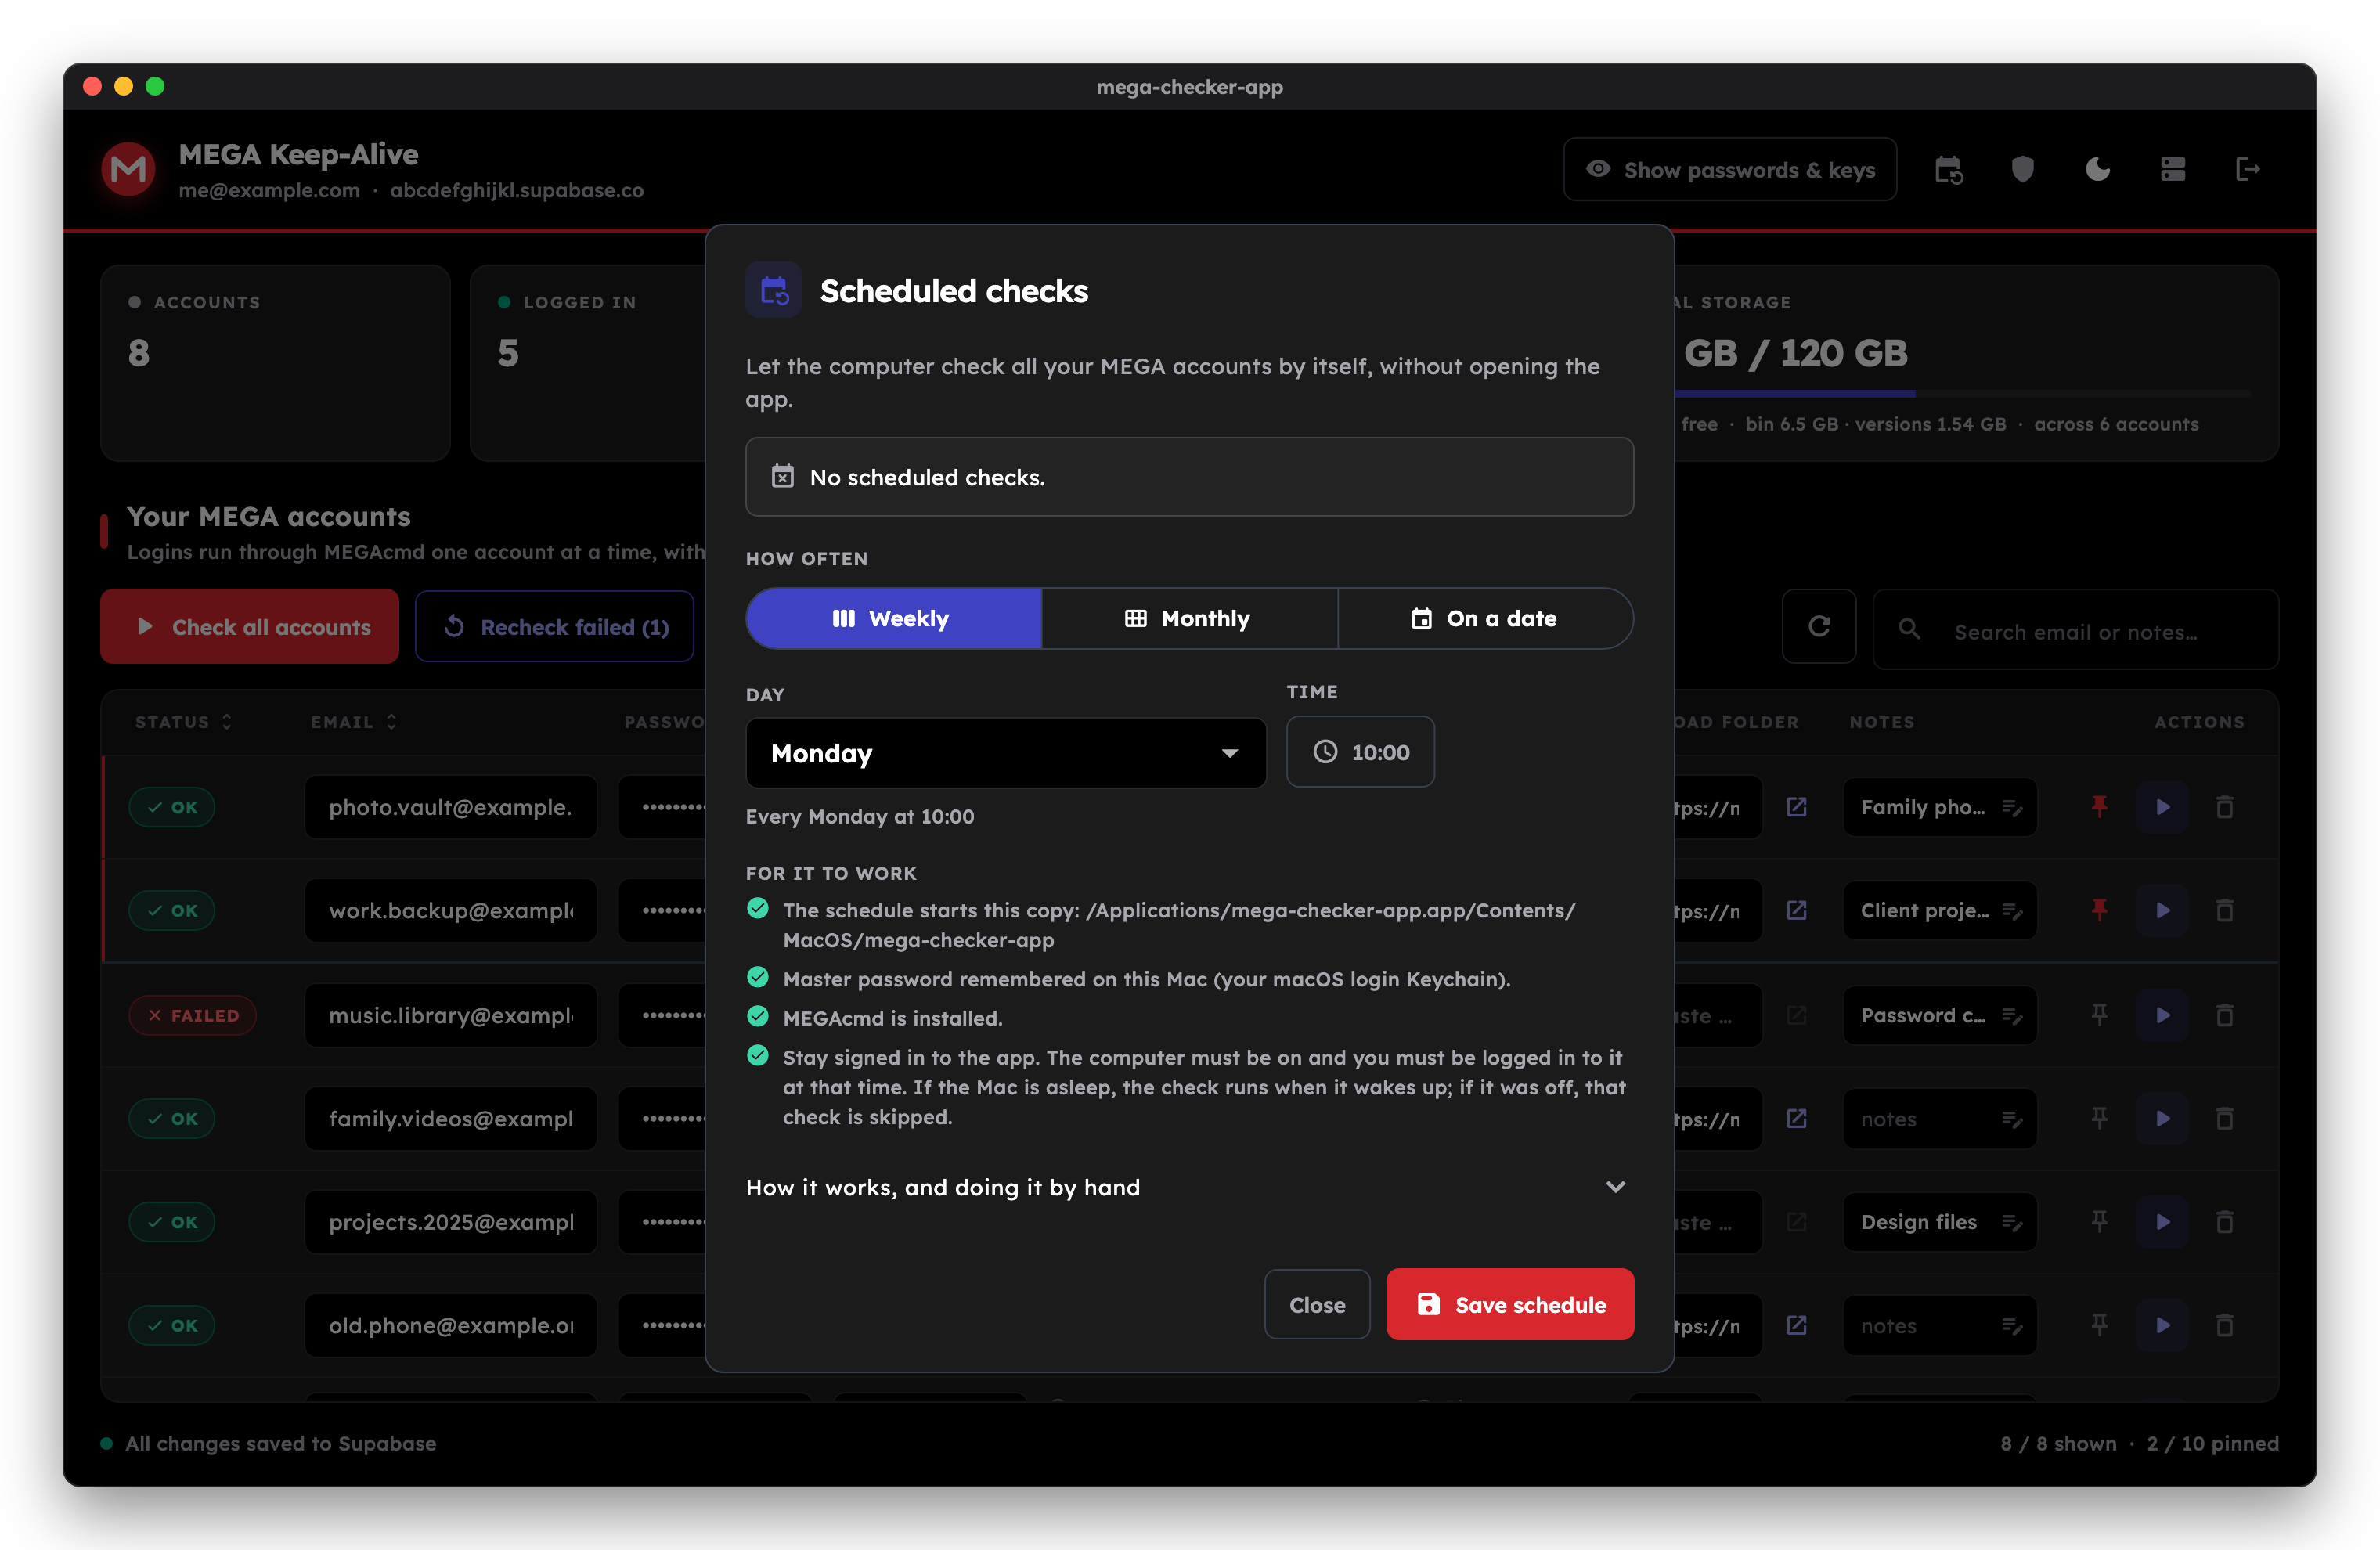 mega-checker-app
MEGA Keep-Alive
me@example.com · abcdefghijkl.supabase.co
Show passwords & keys
ACCOUNTS
8
LOGGED IN
5
AL STORAGE
GB / 120 GB
free · bin 6.5 GB · versions 1.54 GB · across 6 accounts
Your MEGA accounts
Logins run through MEGAcmd one account at a time, with
Check all accounts
Recheck failed (1)
Search email or notes...
STATUS
EMAIL
PASSWO
OAD FOLDER
NOTES
ACTIONS
OK
photo.vault@example.
tps://n
Family pho...
OK
work.backup@exampl
tps://n
Client proje...
FAILED
music.library@exampl
ste ...
Password c...
OK
family.videos@exampl
tps://n
notes
OK
projects.2025@exampl
ste ...
Design files
OK
old.phone@example.o
tps://n
notes
All changes saved to Supabase
8 / 8 shown · 2 / 10 pinned
Scheduled checks
Let the computer check all your MEGA accounts by itself, without opening the
app.
No scheduled checks.
HOW OFTEN
Weekly
Monthly
On a date
DAY
TIME
Monday
10:00
Every Monday at 10:00
FOR IT TO WORK
The schedule starts this copy: /Applications/mega-checker-app.app/Contents/
MacOS/mega-checker-app
Master password remembered on this Mac (your macOS login Keychain).
MEGAcmd is installed.
Stay signed in to the app. The computer must be on and you must be logged in to it
at that time. If the Mac is asleep, the check runs when it wakes up; if it was off, that
check is skipped.
How it works, and doing it by hand
Close
Save schedule